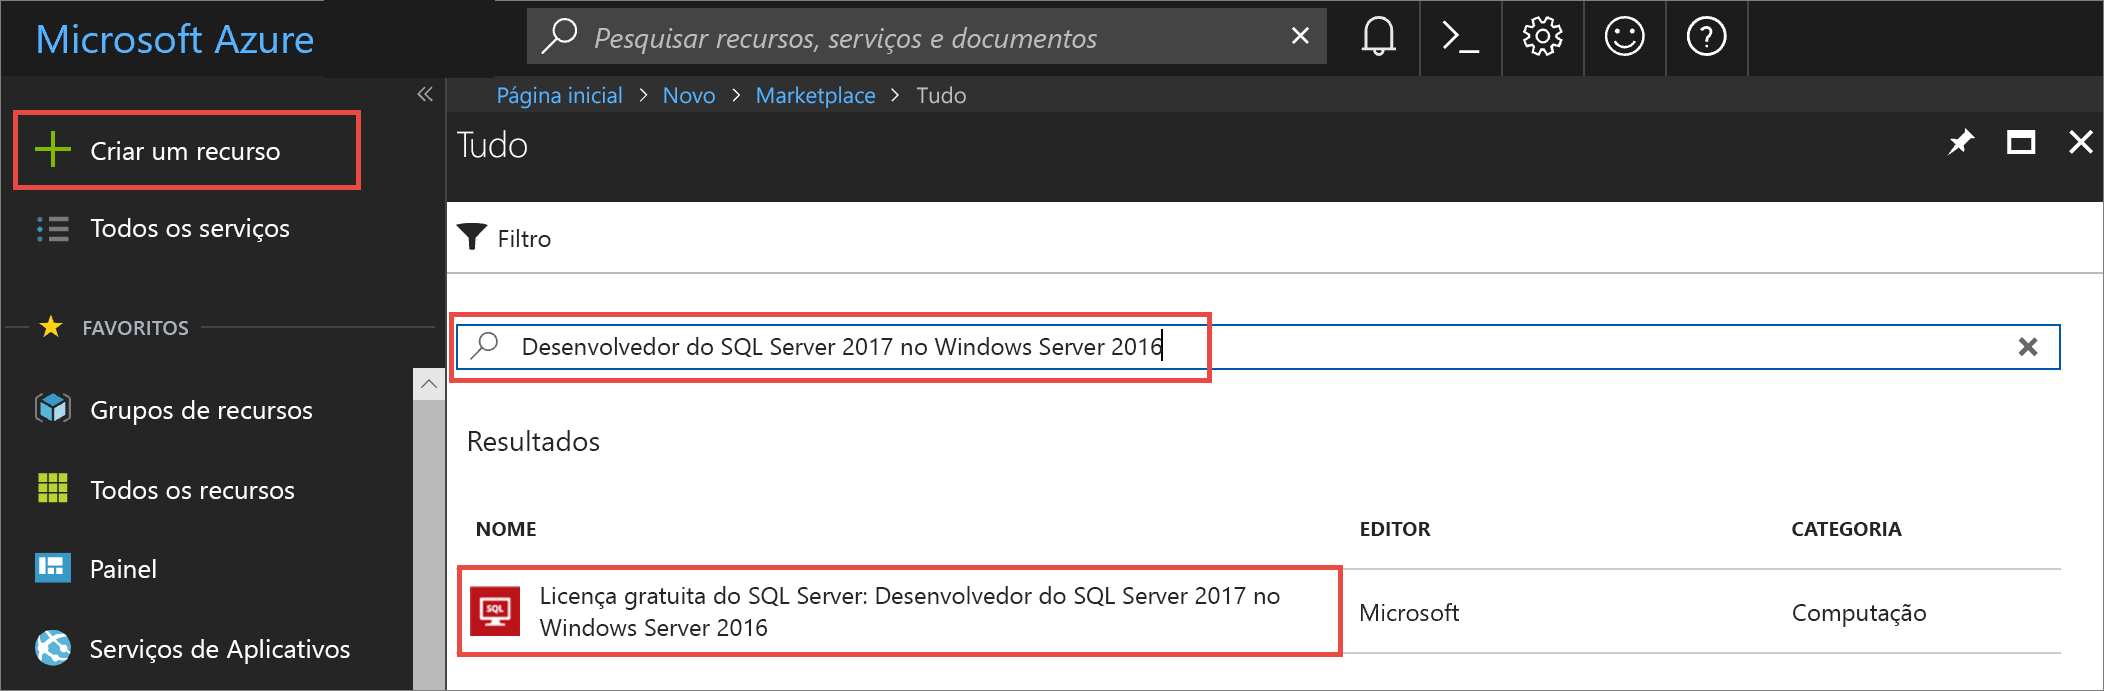 Microsoft Azure
Pesquisar recursos, serviços e documentos
Página inicial > Novo > Marketplace > Tudo
Criar um recurso
Todos os serviços
FAVORITOS
Grupos de recursos
Todos os recursos
Painel
Serviços de Aplicativos
Tudo
Filtro
Desenvolvedor do SQL Server 2017 no Windows Server 2016
Resultados
NOME EDITOR CATEGORIA
SQL
Licença gratuita do SQL Server: Desenvolvedor do SQL Server 2017 no
Windows Server 2016
Microsoft
Computação